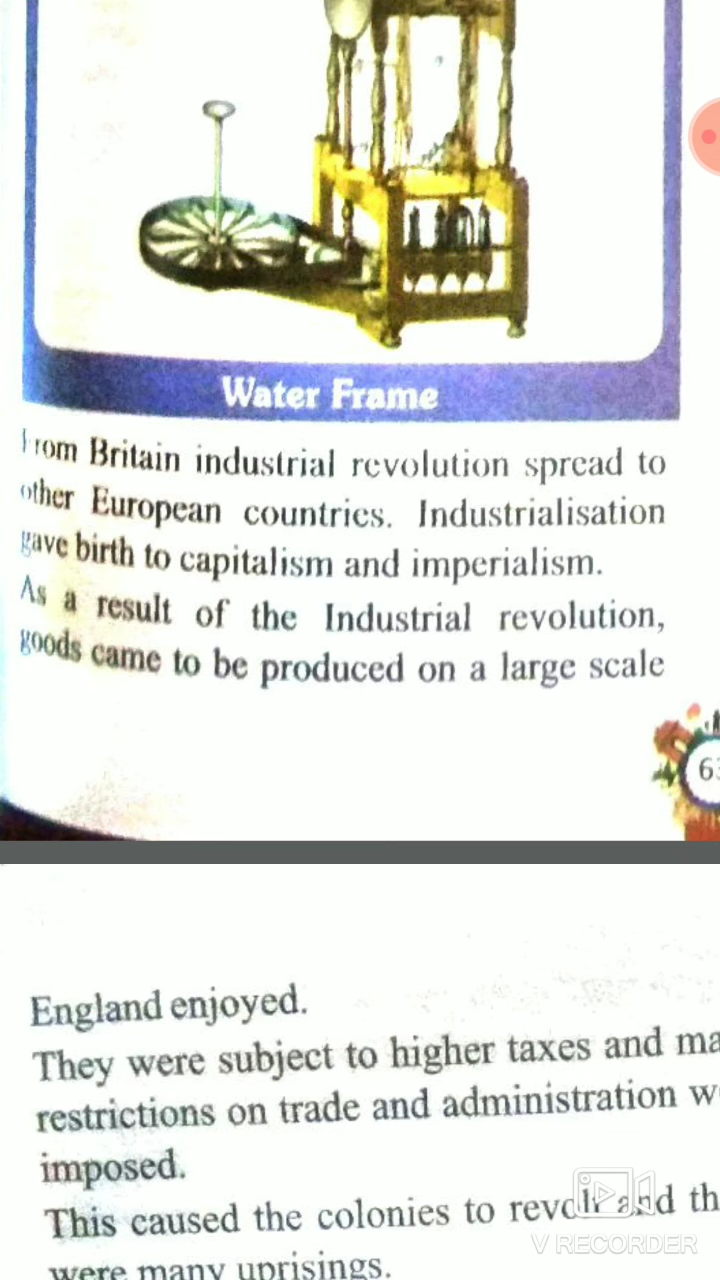 Water Frame
From Britain industrial revolution spread to
other European countries. Industrialisation
gave birth to capitalism and imperialism.
As a result of the Industrial revolution,
goods came to be produced on a large scale
England enjoyed.
They were subject to higher taxes and
restrictions on trade and administration
imposed.
This caused the colonies to revolt and
were many uprisings.
V RECORDER